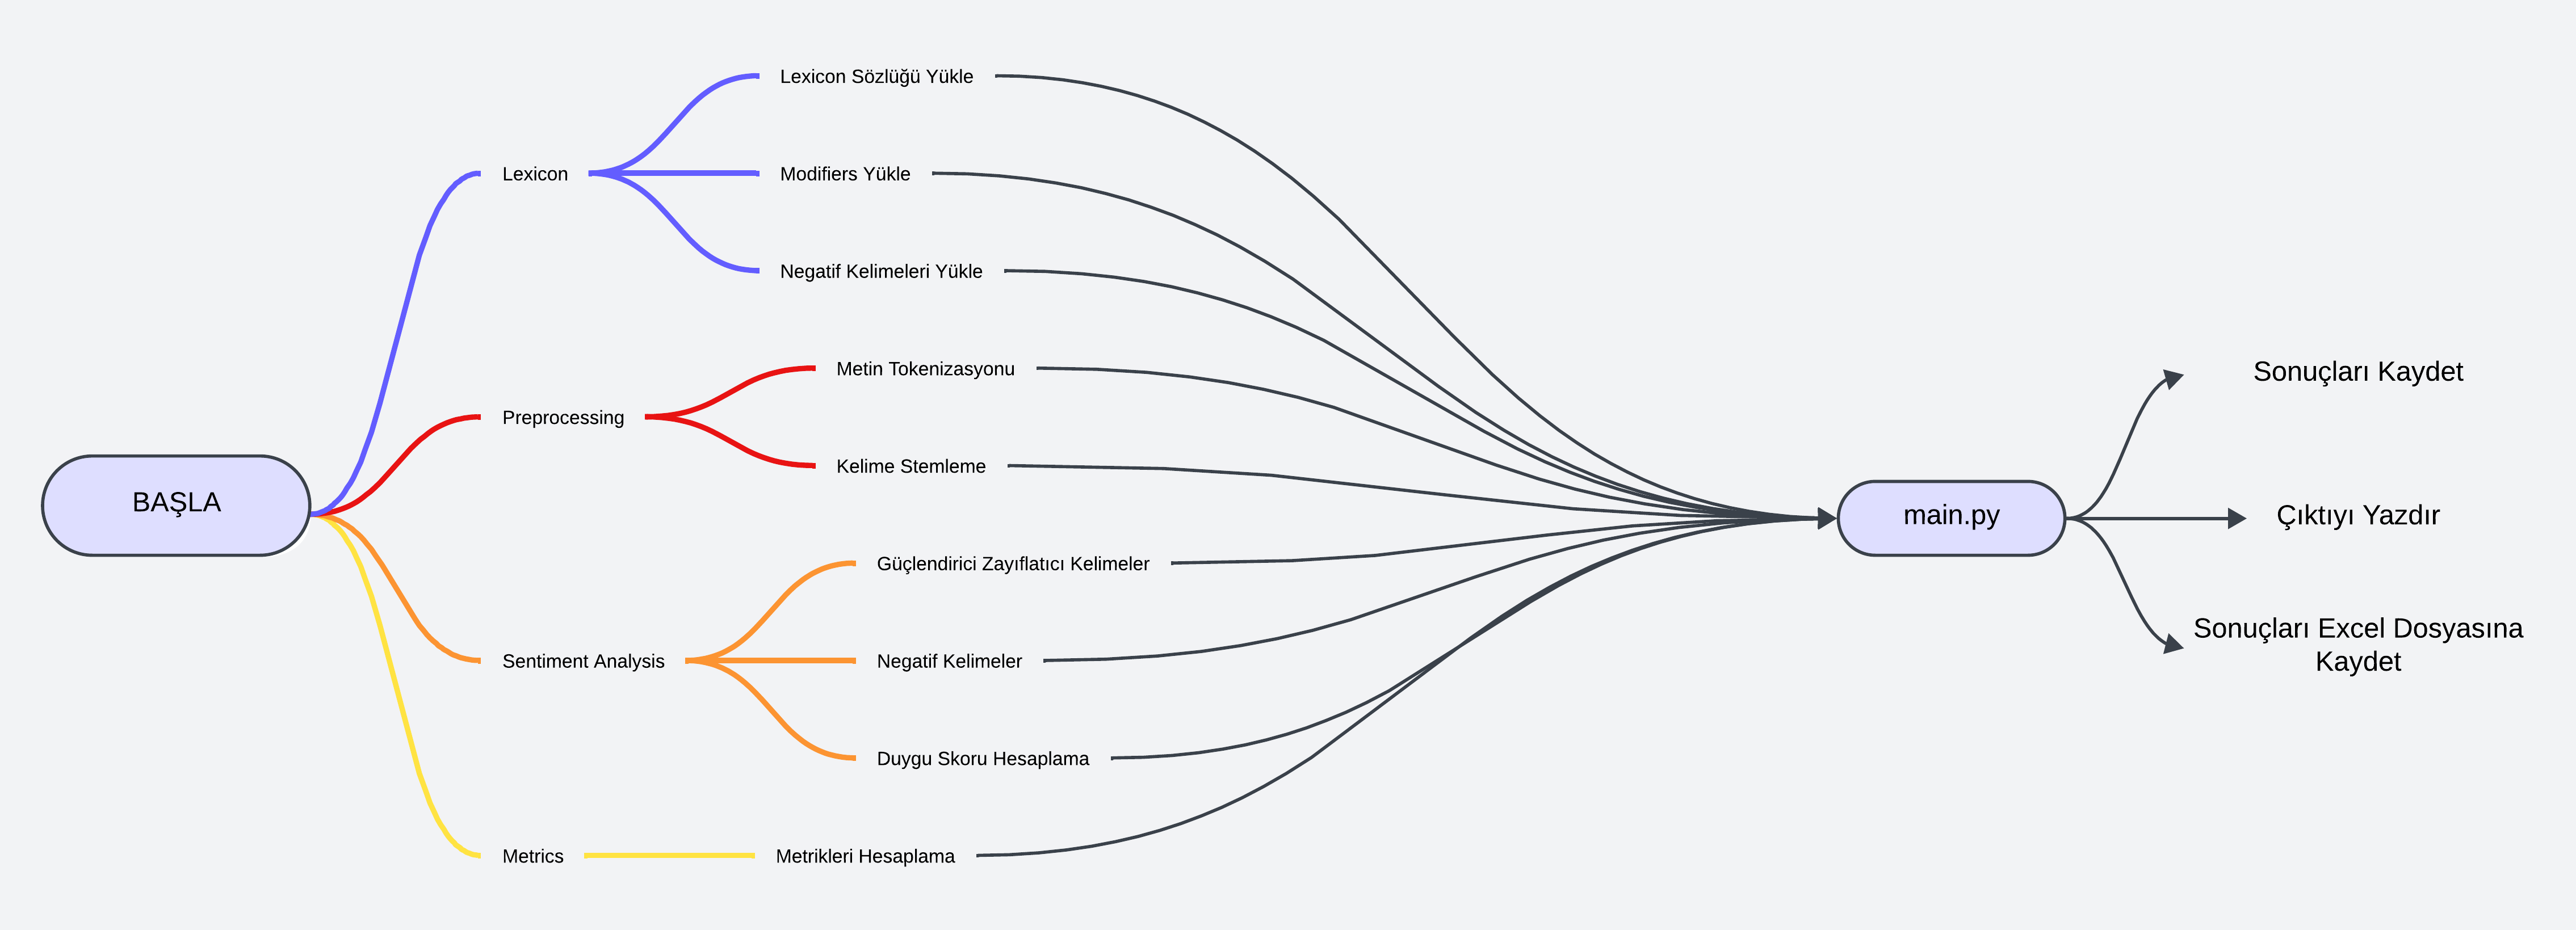 BAŞLA
Lexicon
Lexicon Sözlüğü Yükle
Modifiers Yükle
Negatif Kelimeleri Yükle
Preprocessing
Metin Tokenizasyonu
Kelime Stemleme
Sentiment Analysis
Güçlendirici Zayıflatıcı Kelimeler
Negatif Kelimeler
Duygu Skoru Hesaplama
Metrics
Metrikleri Hesaplama
main.py
Sonuçları Kaydet
Çıktıyı Yazdır
Sonuçları Excel Dosyasına
Kaydet